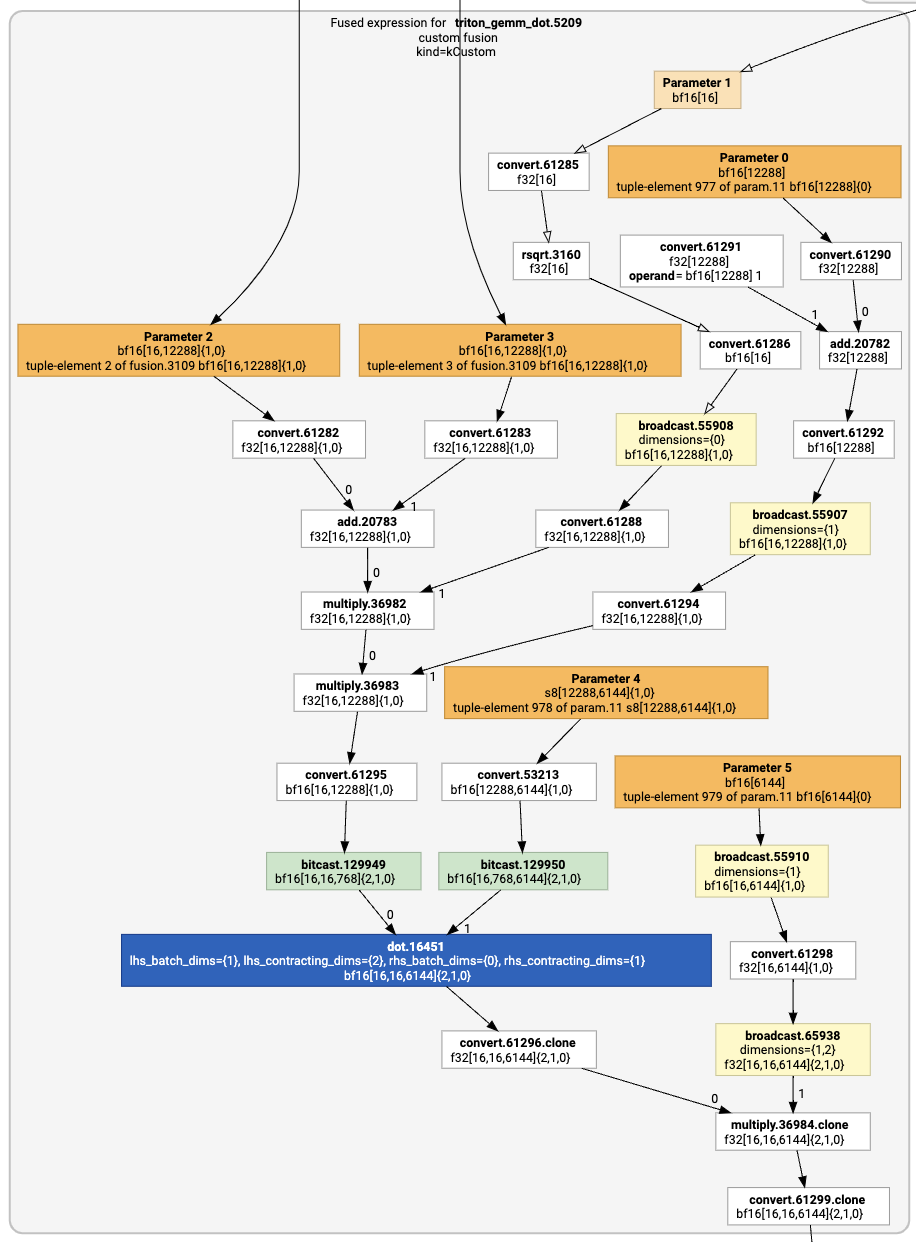 Fused expression for triton_gemm_dot.5209
custom fusion
kind=kCustom
Parameter 1
bf16[16]
convert.61285
f32[16]
Parameter 0
bf16[12288]
tuple-element 977 of param.11 bf16[12288]{0}
rsqrt.3160
f32[16]
convert.61291
f32[12288]
operand= bf16[12288] 1
convert.61290
f32[12288]
1
0
Parameter 2
bf16[16,12288]{1,0}
tuple-element 2 of fusion.3109 bf16[16,12288]{1,0}
Parameter 3
bf16[16,12288]{1,0}
tuple-element 3 of fusion.3109 bf16[16,12288]{1,0}
convert.61286
bf16[16]
add.20782
f32[12288]
convert.61282
f32[16,12288]{1,0}
convert.61283
f32[16,12288]{1,0}
broadcast.55908
dimensions={0}
bf16[16,12288]{1,0}
convert.61292
bf16[12288]
0
1
add.20783
f32[16,12288]{1,0}
convert.61288
f32[16,12288]{1,0}
broadcast.55907
dimensions={1}
bf16[16,12288]{1,0}
0
1
multiply.36982
f32[16,12288]{1,0}
convert.61294
f32[16,12288]{1,0}
0
1
multiply.36983
f32[16,12288]{1,0}
Parameter 4
s8[12288,6144]{1,0}
tuple-element 978 of param.11 s8[12288,6144]{1,0}
convert.61295
bf16[16,12288]{1,0}
convert.53213
bf16[12288,6144]{1,0}
Parameter 5
bf16[6144]
tuple-element 979 of param.11 bf16[6144]{0}
bitcast.129949
bf16[16,16,768]{2,1,0}
bitcast.129950
bf16[16,768,6144]{2,1,0}
broadcast.55910
dimensions={1}
bf16[16,6144]{1,0}
0
1
dot.16451
lhs_batch_dims={1}, lhs_contracting_dims={2}, rhs_batch_dims={0}, rhs_contracting_dims={1}
bf16[16,16,6144]{2,1,0}
convert.61298
f32[16,6144]{1,0}
convert.61296.clone
f32[16,16,6144]{2,1,0}
broadcast.65938
dimensions={1,2}
f32[16,16,6144]{2,1,0}
0
1
multiply.36984.clone
f32[16,16,6144]{2,1,0}
convert.61299.clone
bf16[16,16,6144]{2,1,0}